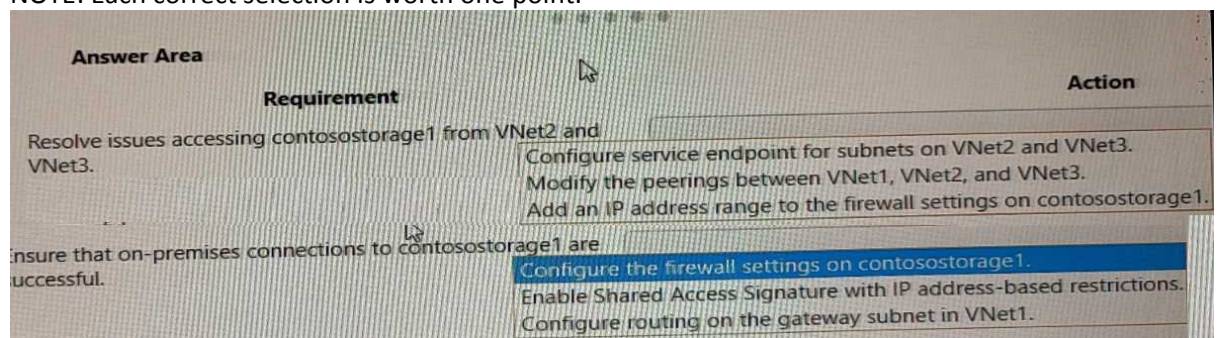 NOTE: Each correct selection is worth one point.
Answer Area
Requirement
Action
Resolve issues accessing contosostorage1 from VNet2 and
VNet3.
Configure service endpoint for subnets on VNet2 and VNet3.
Modify the peerings between VNet1, VNet2, and VNet3.
Add an IP address range to the firewall settings on contosostorage1.
nsure that on-premises connections to contosostorage1 are
uccessful.
Configure the firewall settings on contosostorage1.
Enable Shared Access Signature with IP address-based restrictions.
Configure routing on the gateway subnet in VNet1.